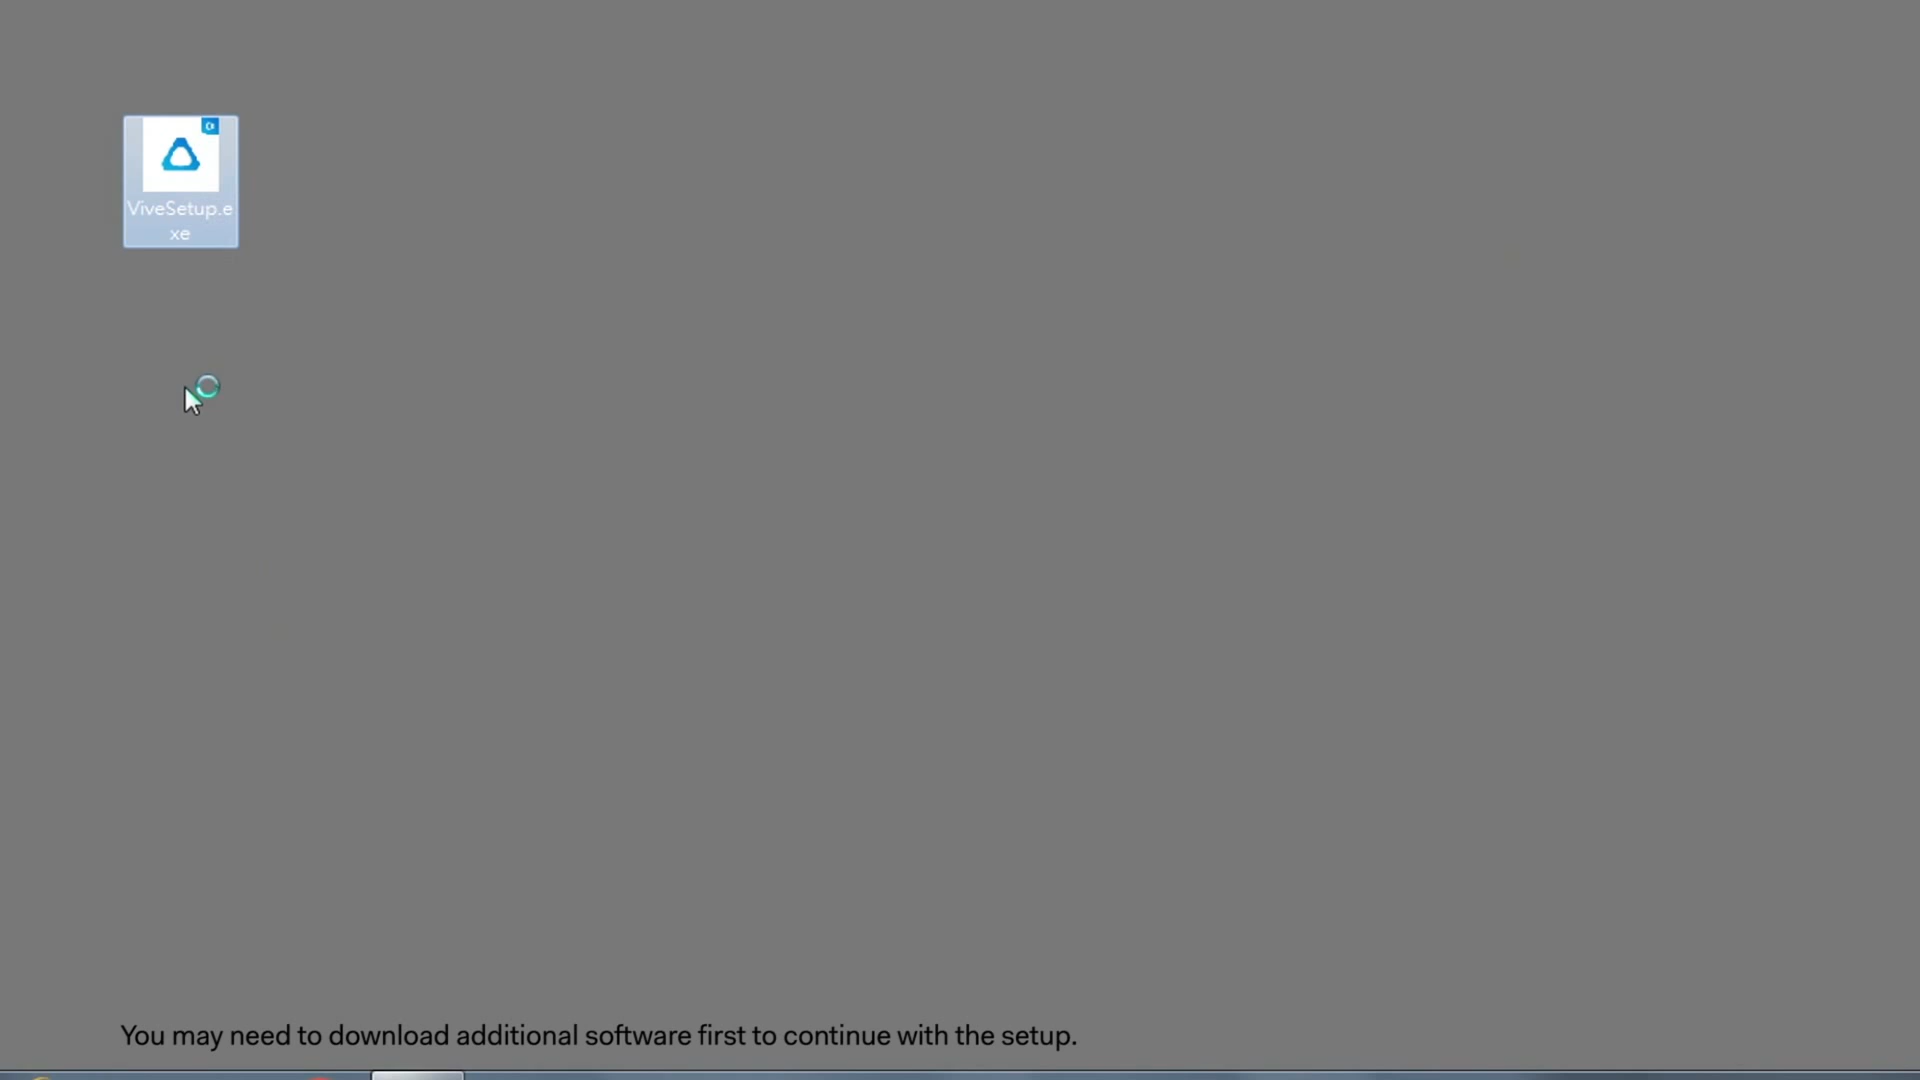 ViveSetup.e
xe
You may need to download additional software first to continue with the setup.